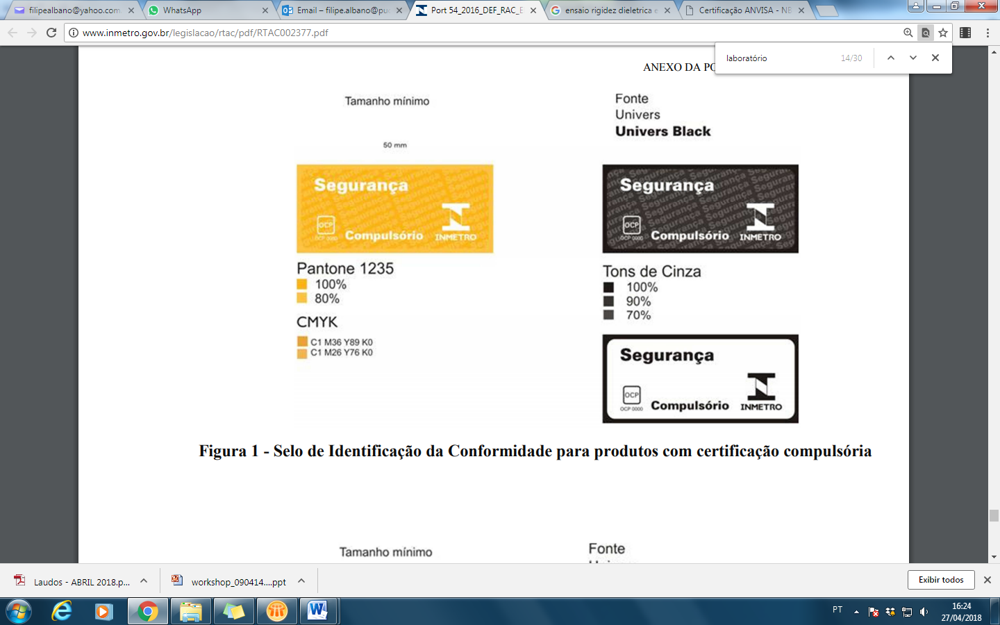 filipealbano@yahoo.com
WhatsApp
Email – filipe.albano@puc
Port 54_2016_DEF_RAC_E
ensaio rigidez dieletrica e
Certificação ANVISA - NB
www.inmetro.gov.br/legislacao/rtac/pdf/RTAC002377.pdf
laboratório 14/30
ANEXO DA PO
Tamanho mínimo
Fonte
Univers
Univers Black
50 mm
Segurança
OCP
OCP 0000
Compulsório
INMETRO
Segurança
OCP
OCP 0000
Compulsório
INMETRO
Pantone 1235
100%
80%
CMYK
C1 M36 Y89 K0
C1 M26 Y76 K0
Tons de Cinza
100%
90%
70%
Segurança
OCP
OCP 0000
Compulsório
INMETRO
Figura 1 - Selo de Identificação da Conformidade para produtos com certificação compulsória
Tamanho mínimo
Fonte
Laudos - ABRIL 2018.p...
workshop_090414....ppt
Exibir todos
PT
16:24
27/04/2018